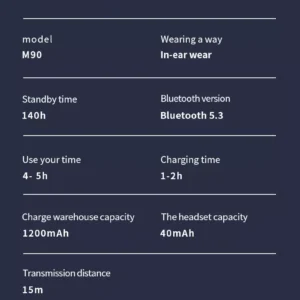 model
Wearing a way
M90
In-ear wear
Standby time
Bluetooth version
140h
Bluetooth 5.3
Use your time
Charging time
4- 5h
1-2h
Charge warehouse capacity
The headset capacity
1200mAh
40mAh
Transmission distance
15m